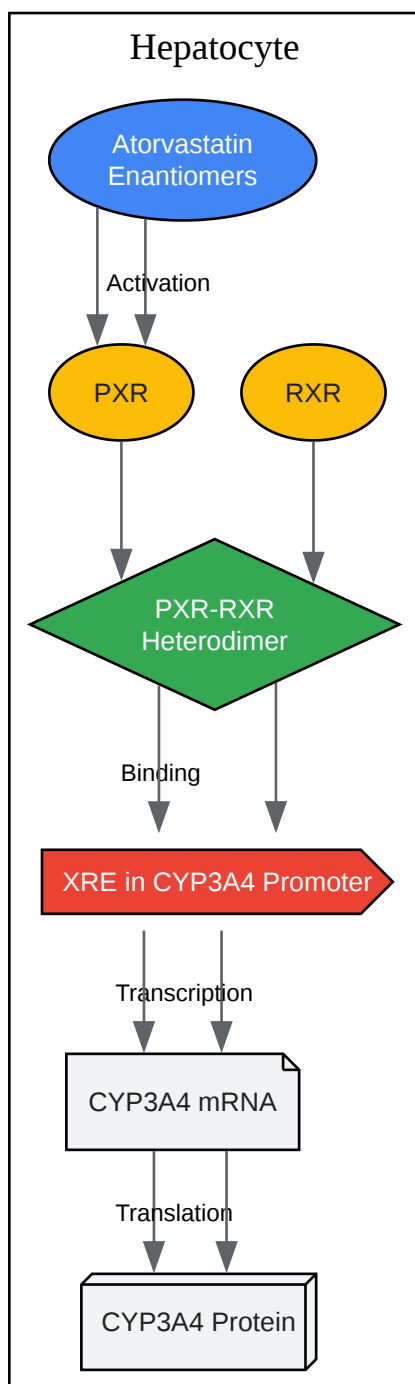 Hepatocyte
Atorvastatin
Enantiomers
Activation
PXR
RXR
PXR-RXR
Heterodimer
Binding
XRE in CYP3A4 Promoter
Transcription
CYP3A4 mRNA
Translation
CYP3A4 Protein